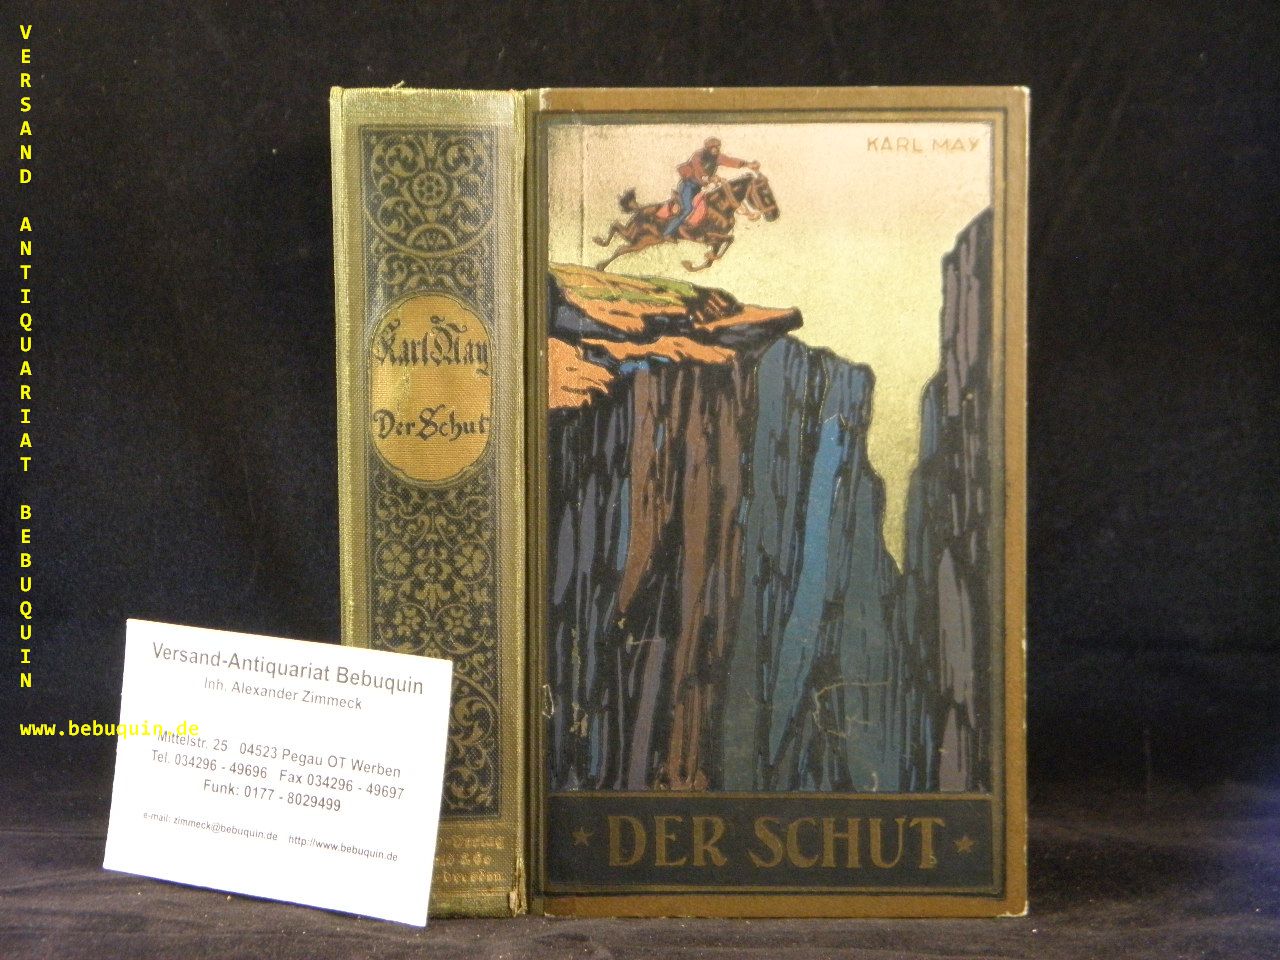 VERSAND ANTIQUARIAT BEBUQUIN
www.bebuquin.de
Karl May
Der Schut
KARL MAY
DER SCHUT
Versand-Antiquariat Bebuquin
Inh. Alexander Zimmeck
Mittelstr. 25 04523 Pegau OT Werben
Tel. 034296 - 49696 Fax 034296 - 49697
Funk: 0177 - 8029499
e-mail: zimmeck@bebuquin.de http://www.bebuquin.de